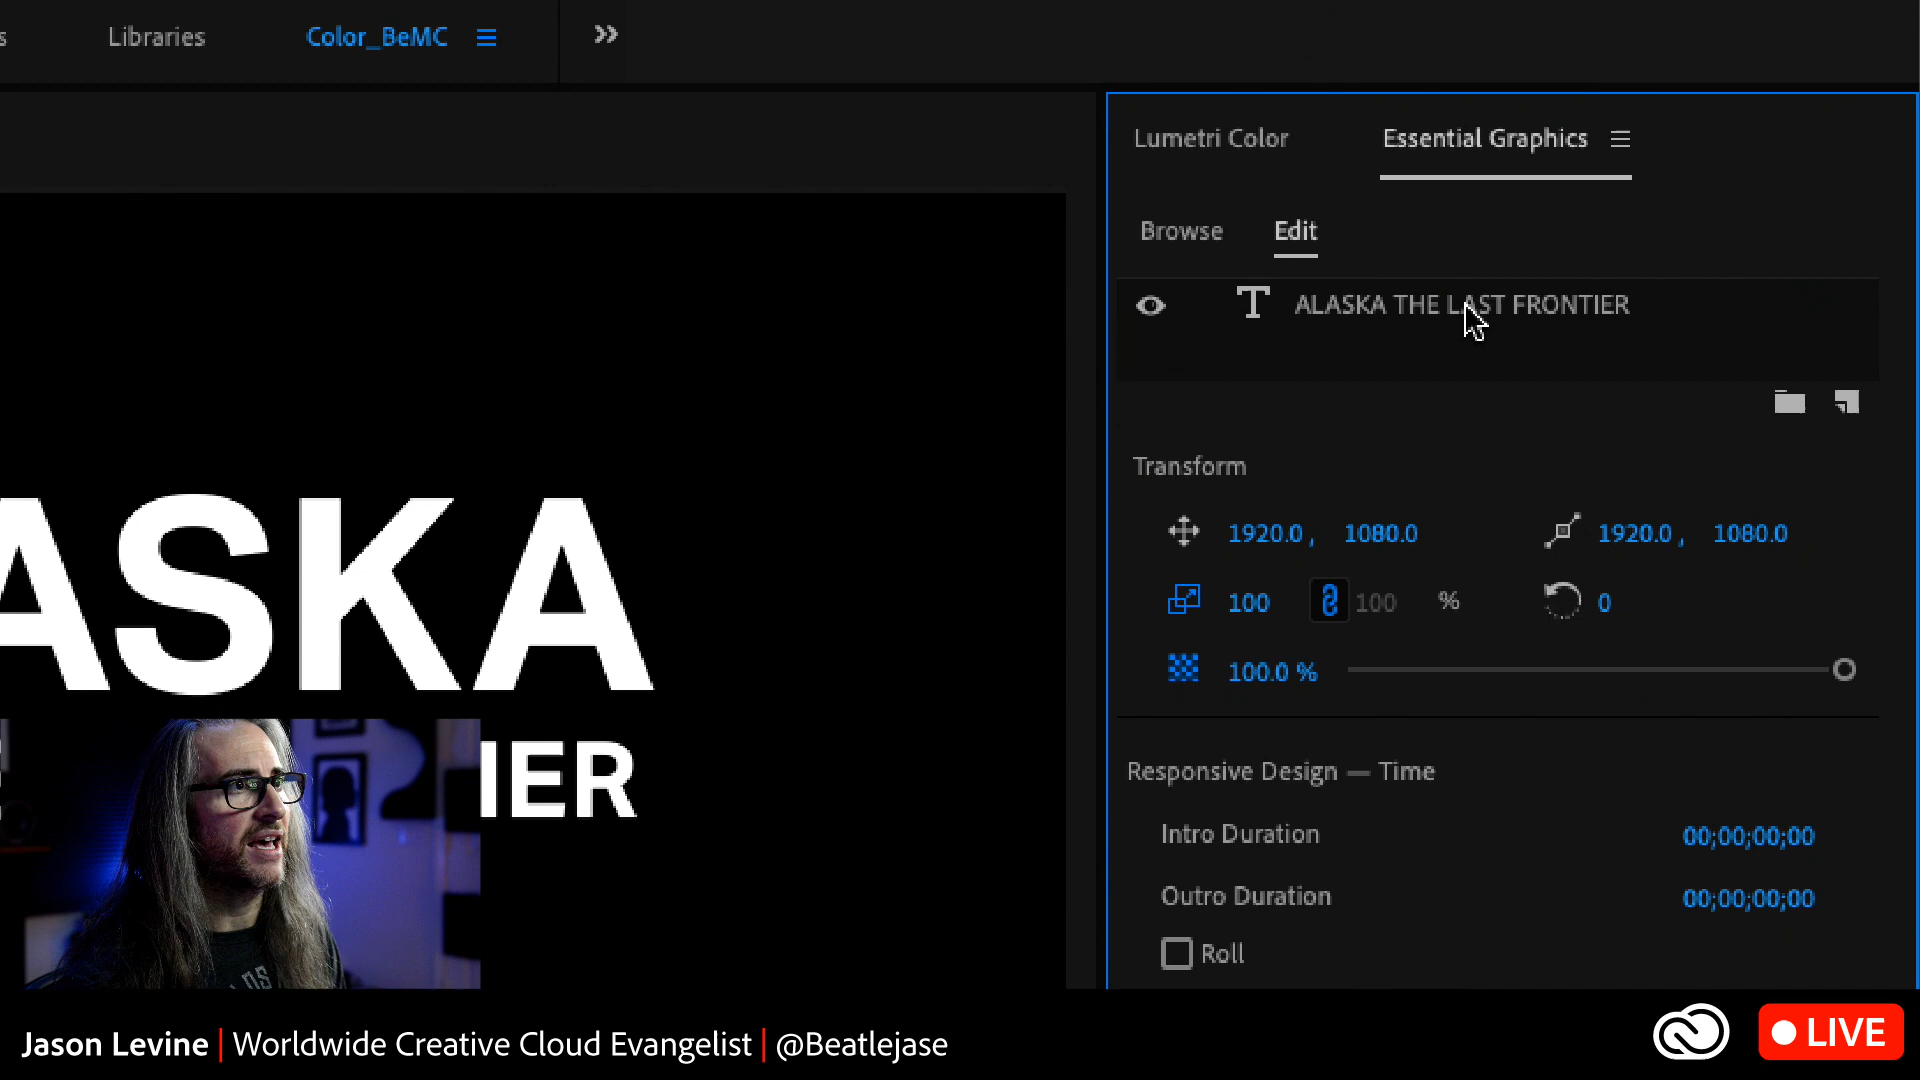 Libraries
Color_BeMC
Lumetri Color
Essential Graphics
Browse
Edit
ALASKA THE LAST FRONTIER
Transform
1920.0 , 1080.0
1920.0 , 1080.0
100
100 %
0
100.0 %
ASKA
IER
Responsive Design — Time
Intro Duration 00;00;00;00
Outro Duration 00;00;00;00
Roll
Jason Levine | Worldwide Creative Cloud Evangelist | @Beatlejase
LIVE